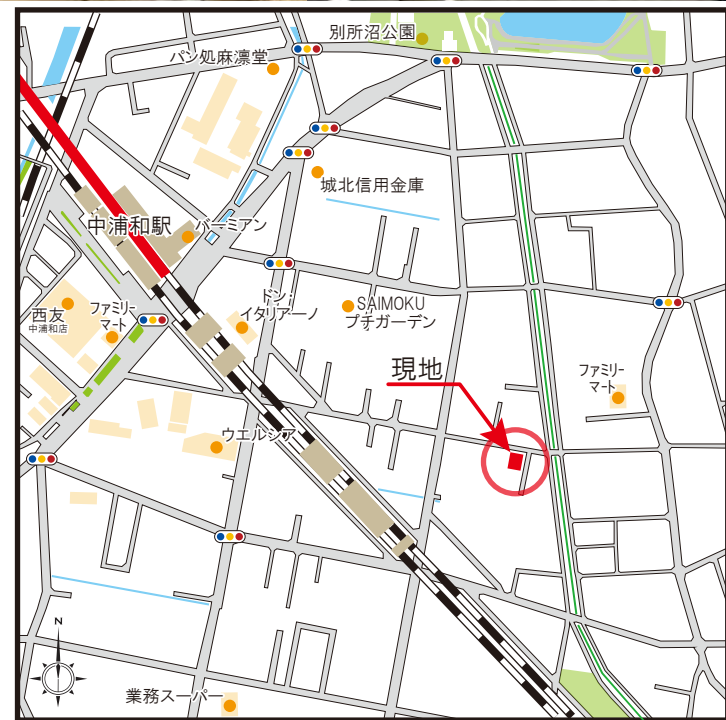 別所沼公園
パン処麻凛堂
城北信用金庫
中浦和駅
バーミアン
西友
中浦和店
ファミリー
マート
ドン・
イタリアーノ
SAIMOKU
プチガーデン
現地
ファミリー
マート
ウエルシア
N
業務スーパー